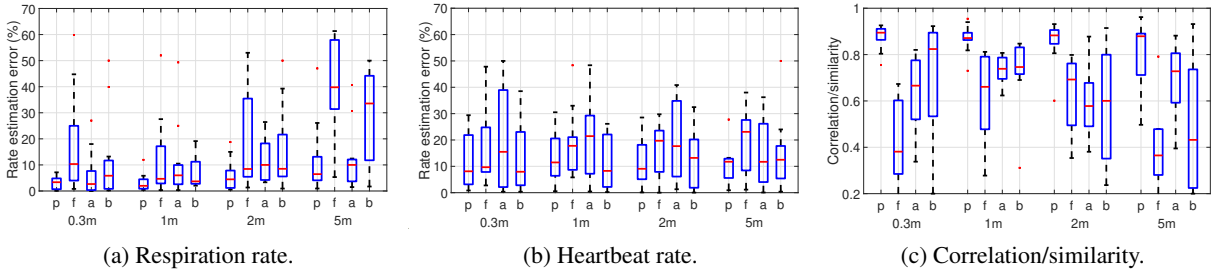 Rate estimation error (%)
70
60
50
40
30
20
10
0
p f a b p f a b p f a b p f a b
0.3m 1m 2m 5m
(a) Respiration rate.
Rate estimation error (%)
70
60
50
40
30
20
10
0
p f a b p f a b p f a b p f a b
0.3m 1m 2m 5m
(b) Heartbeat rate.
Correlation/similarity
1
0.8
0.6
0.4
0.2
p f a b p f a b p f a b p f a b
0.3m 1m 2m 5m
(c) Correlation/similarity.